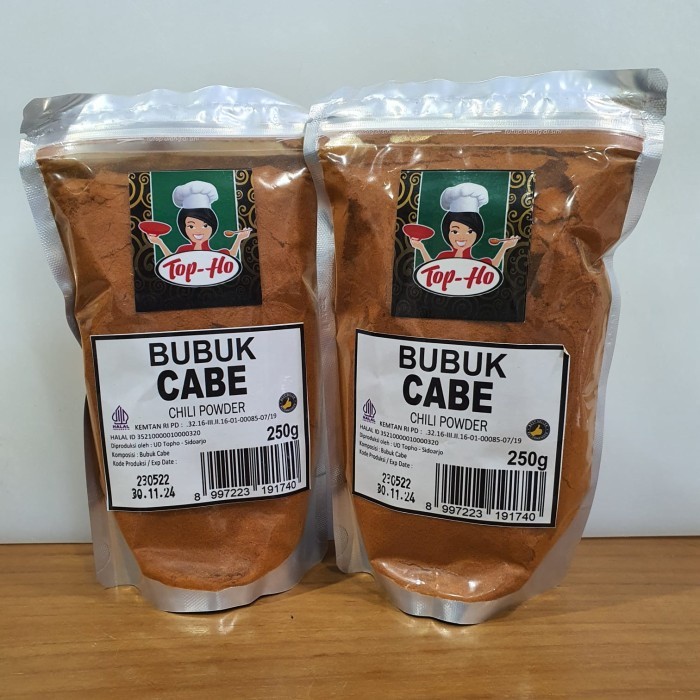 Top-Ho
BUBUK
CABE
CHILI POWDER
HALAL
KEMTAN RI PD : .32.16-III.II.16-01-00085-07/19
HALAL ID 35210000010000320
Diproduksi oleh : UD Topho - Sidoarjo
Komposisi : Bubuk Cabe
Kode Produksi / Exp Date :
250g
230522
30.11.24
8 997223 191740
Top-Ho
BUBUK
CABE
CHILI POWDER
HALAL
KEMTAN RI PD : .32.16-III.II.16-01-00085-07/19
HALAL ID 35210000010000320
Diproduksi oleh : UD Topho - Sidoarjo
Komposisi : Bubuk Cabe
Kode Produksi / Exp Date :
250g
230522
30.11.24
8 997223 191740